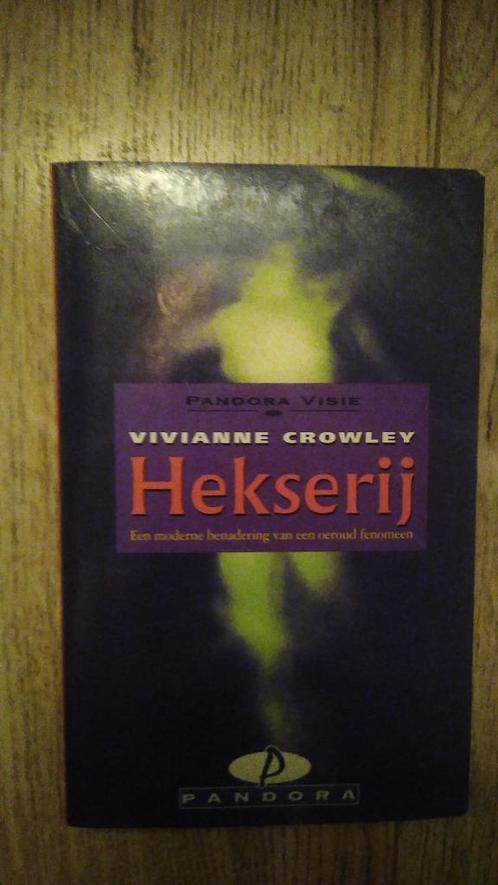 PANDORA VISIE
VIVIANNE CROWLEY
Hekserij
Een moderne benadering van een oeroud fenomeen
P
PANDORA